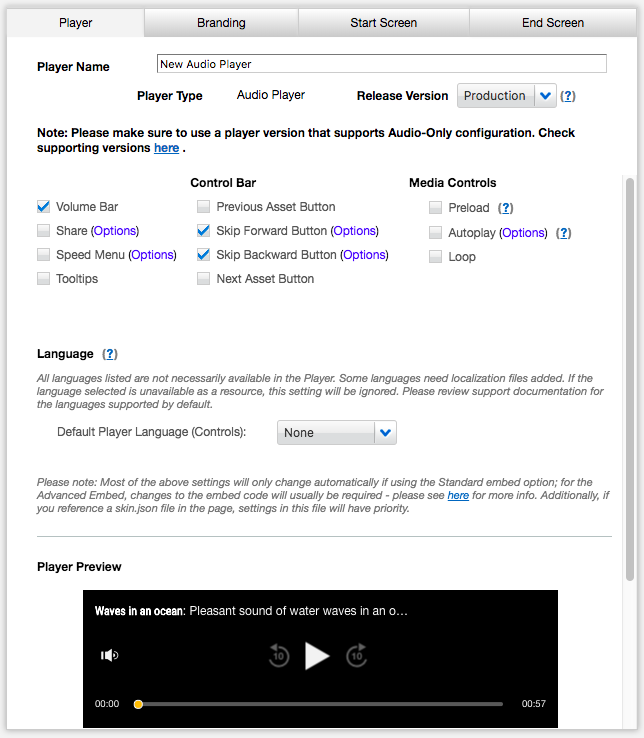 Player Branding Start Screen End Screen
Player Name New Audio Player
Player Type Audio Player Release Version Production (?)
Note: Please make sure to use a player version that supports Audio-Only configuration. Check
supporting versions here .
Control Bar Media Controls
Volume Bar Previous Asset Button Preload (?)
Share (Options) Skip Forward Button (Options) Autoplay (Options) (?)
Speed Menu (Options) Skip Backward Button (Options) Loop
Tooltips Next Asset Button
Language (?)
All languages listed are not necessarily available in the Player. Some languages need localization files added. If the
language selected is unavailable as a resource, this setting will be ignored. Please review support documentation for
the languages supported by default.
Default Player Language (Controls): None
Please note: Most of the above settings will only change automatically if using the Standard embed option; for the
Advanced Embed, changes to the embed code will usually be required - please see here for more info. Additionally, if
you reference a skin.json file in the page, settings in this file will have priority.
Player Preview
Waves in an ocean: Pleasant sound of water waves in an o…
10 10
00:00 00:57